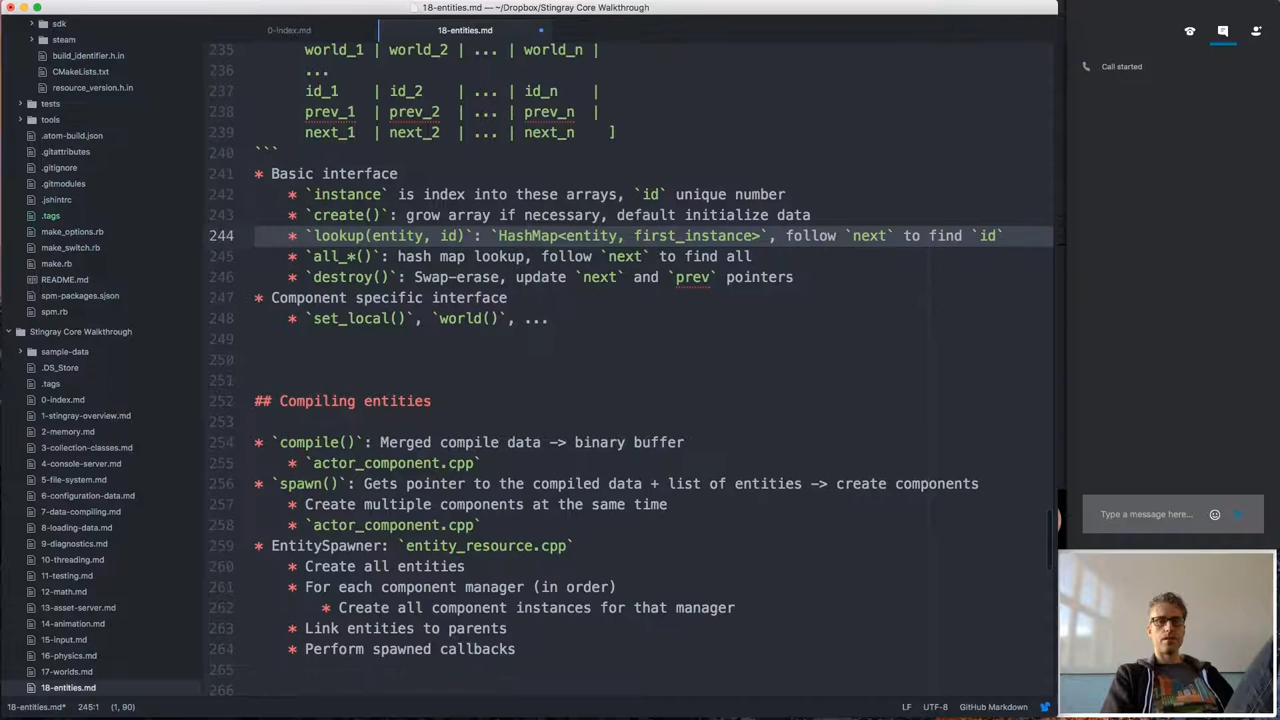 18-entities.md — ~/Dropbox/Stingray Core Walkthrough
0-index.md
18-entities.md
sdk
steam
build_identifier.h.in
CMakeLists.txt
resource_version.h.in
tests
tools
.atom-build.json
.gitattributes
.gitignore
.gitmodules
.jshintrc
.tags
make_options.rb
make_switch.rb
make.rb
README.md
spm-packages.sjson
spm.rb
Stingray Core Walkthrough
sample-data
.DS_Store
.tags
0-index.md
1-stingray-overview.md
2-memory.md
3-collection-classes.md
4-console-server.md
5-file-system.md
6-configuration-data.md
7-data-compiling.md
8-loading-data.md
9-diagnostics.md
10-threading.md
11-testing.md
12-math.md
13-asset-server.md
14-animation.md
15-input.md
16-physics.md
17-worlds.md
18-entities.md
235 world_1 | world_2 | ... | world_n |
236 ...
237 id_1 | id_2 | ... | id_n |
238 prev_1 | prev_2 | ... | prev_n |
239 next_1 | next_2 | ... | next_n ]
240 ```
241 * Basic interface
242 * `instance` is index into these arrays, `id` unique number
243 * `create()`: grow array if necessary, default initialize data
244 * `lookup(entity, id)`: `HashMap<entity, first_instance>`, follow `next` to find `id`
245 * `all_*()`: hash map lookup, follow `next` to find all
246 * `destroy()`: Swap-erase, update `next` and `prev` pointers
247 * Component specific interface
248 * `set_local()`, `world()`, ...
249
250
251
252 ## Compiling entities
253
254 * `compile()`: Merged compile data -> binary buffer
255 * `actor_component.cpp`
256 * `spawn()`: Gets pointer to the compiled data + list of entities -> create components
257 * Create multiple components at the same time
258 * `actor_component.cpp`
259 * EntitySpawner: `entity_resource.cpp`
260 * Create all entities
261 * For each component manager (in order)
262 * Create all component instances for that manager
263 * Link entities to parents
264 * Perform spawned callbacks
265
266
18-entities.md* 245:1 (1, 90)
LF UTF-8 GitHub Markdown
Call started
Type a message here...